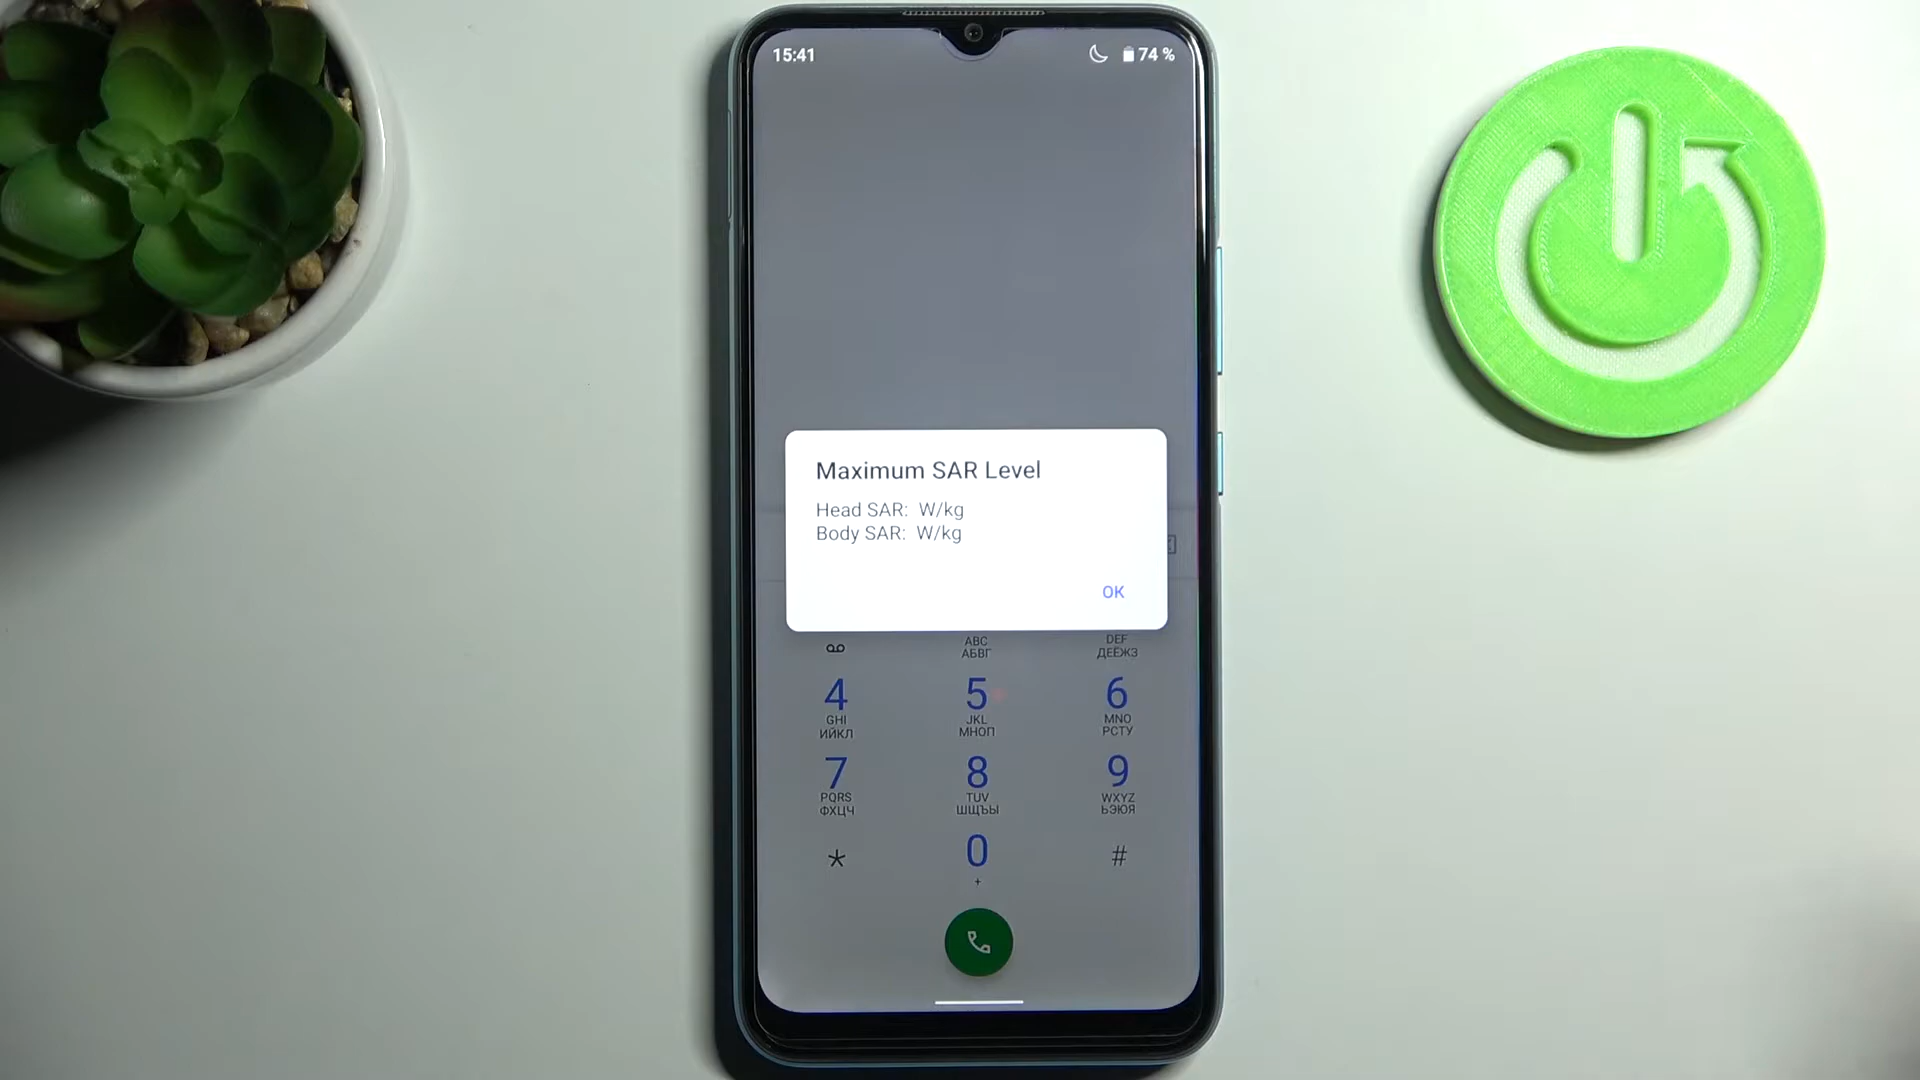 15:41 74 %
Maximum SAR Level
Head SAR: W/kg
Body SAR: W/kg
OK
ABC DEF
АБВГ ДЕЁЖЗ
4 5 6
GHI JKL MNO
ИЙКЛ МНОП РСТУ
7 8 9
PQRS TUV WXYZ
ФХЦЧ ШЩЪЫ ЬЭЮЯ
* 0 #
+